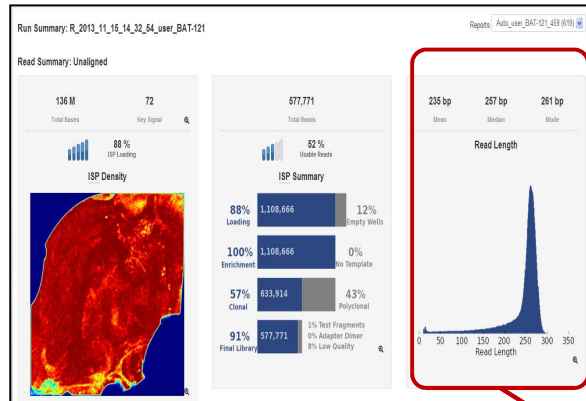 Run Summary: R_2013_11_15_14_32_54_user_BAT-121
Reports Auto_user_BAT-121_459 (619)
Read Summary: Unaligned
136 M 72
Total Bases Key Signal
88 %
ISP Loading
ISP Density
577,771
Total Reads
52 %
Usable Reads
ISP Summary
88% 1,108,666 12%
Loading Empty Wells
100% 1,108,666 0%
Enrichment No Template
57% 633,914 43%
Clonal Polyclonal
91% 577,771 1% Test Fragments
0% Adapter Dimer
Final Library 8% Low Quality
235 bp 257 bp 261 bp
Mean Median Mode
Read Length
0 50 100 150 200 250 300 350
Read Length